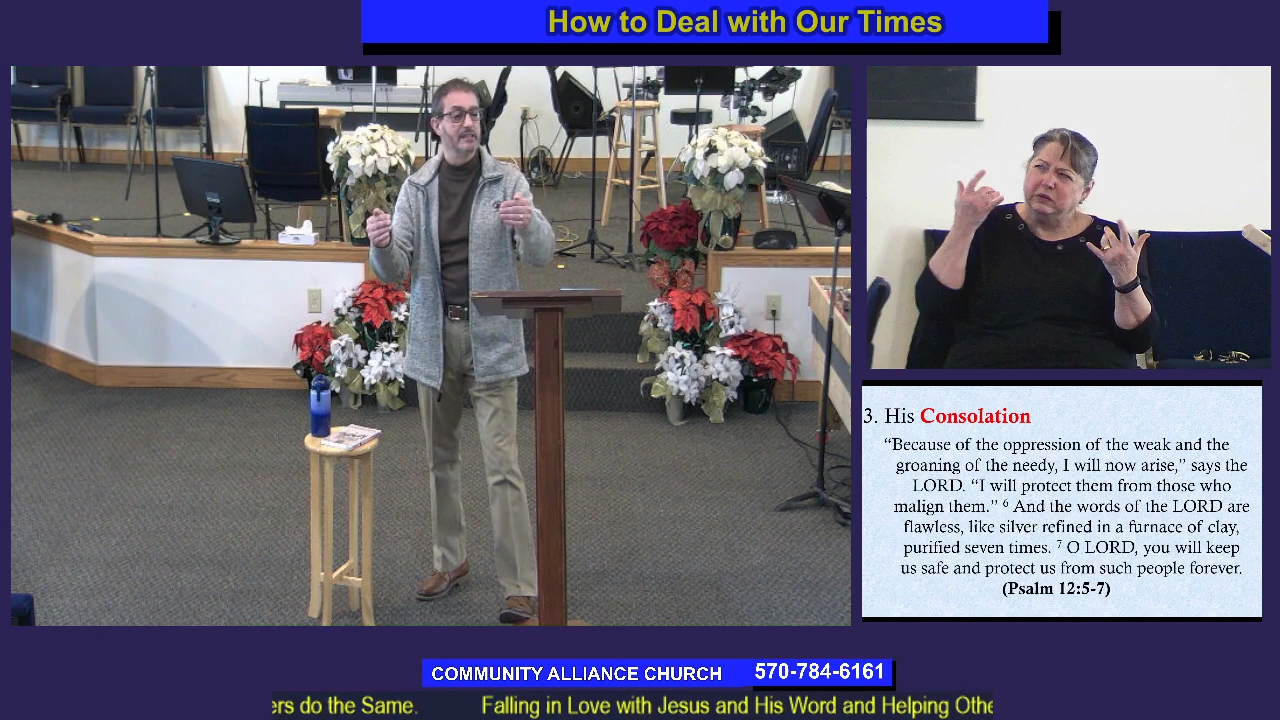 How to Deal with Our Times
3. His Consolation
“Because of the oppression of the weak and the
groaning of the needy, I will now arise,” says the
LORD. “I will protect them from those who
malign them.” ⁶ And the words of the LORD are
flawless, like silver refined in a furnace of clay,
purified seven times. ⁷ O LORD, you will keep
us safe and protect us from such people forever.
(Psalm 12:5-7)
COMMUNITY ALLIANCE CHURCH 570-784-6161
ers do the Same. Falling in Love with Jesus and His Word and Helping Othe